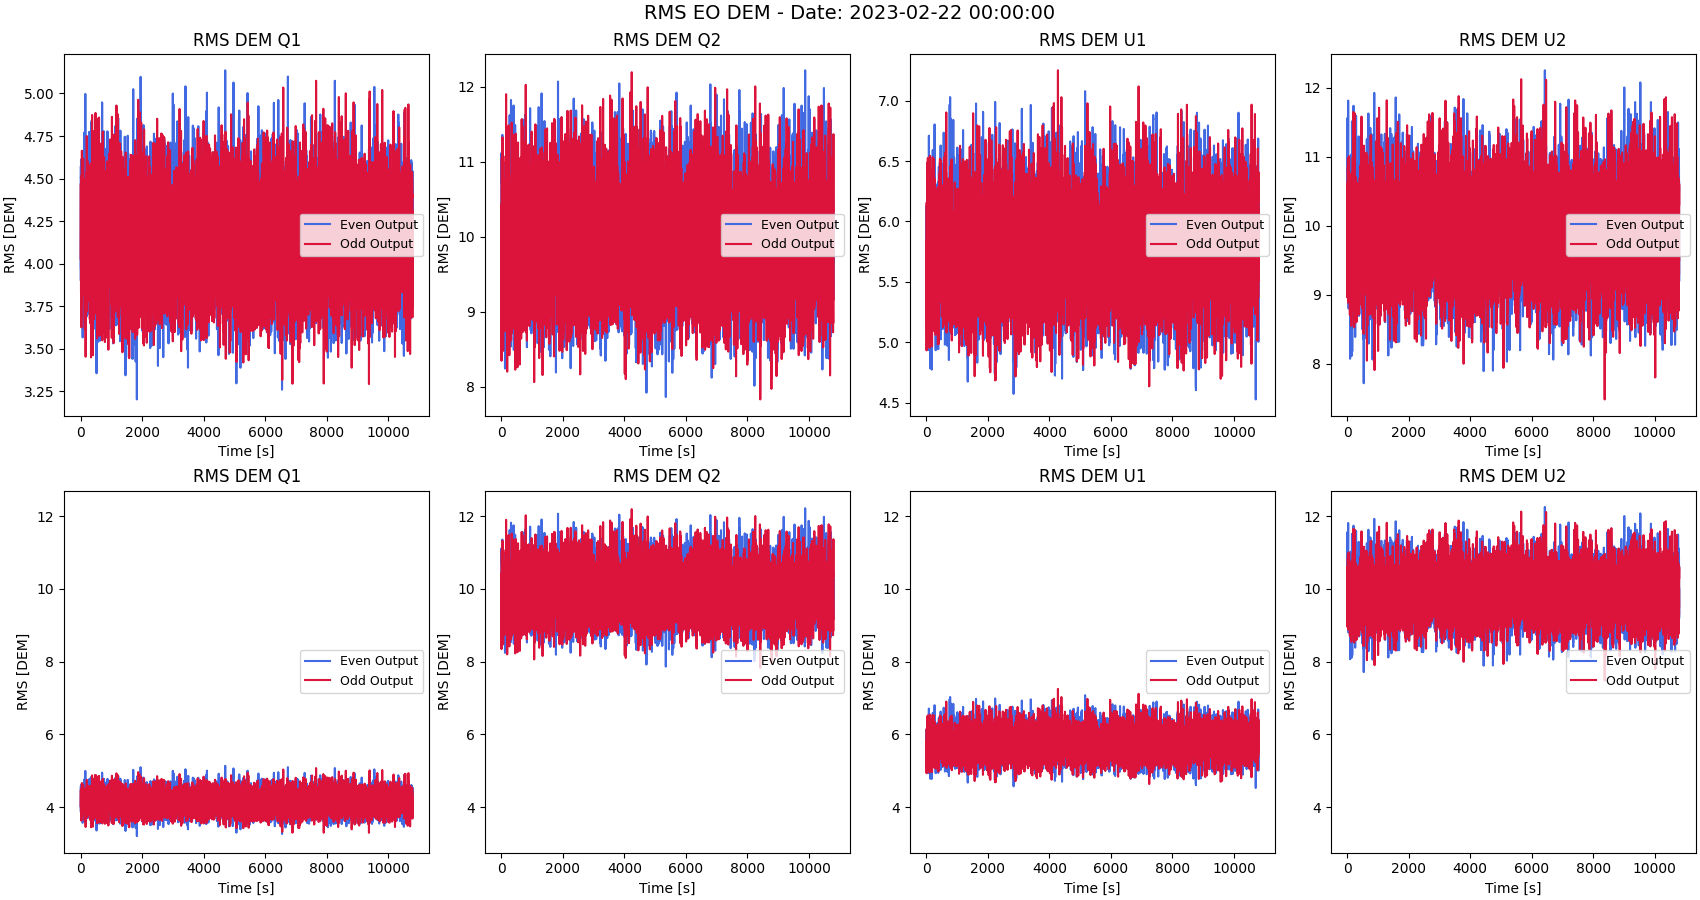 RMS EO DEM - Date: 2023-02-22 00:00:00
RMS DEM Q1
RMS [DEM]
5.00
4.75
4.50
4.25
4.00
3.75
3.50
3.25
Even Output
Odd Output
0 2000 4000 6000 8000 10000
Time [s]
RMS DEM Q2
RMS [DEM]
12
11
10
9
8
Even Output
Odd Output
0 2000 4000 6000 8000 10000
Time [s]
RMS DEM U1
RMS [DEM]
7.0
6.5
6.0
5.5
5.0
4.5
Even Output
Odd Output
0 2000 4000 6000 8000 10000
Time [s]
RMS DEM U2
RMS [DEM]
12
11
10
9
8
Even Output
Odd Output
0 2000 4000 6000 8000 10000
Time [s]
RMS DEM Q1
RMS [DEM]
12
10
8
6
4
Even Output
Odd Output
0 2000 4000 6000 8000 10000
Time [s]
RMS DEM Q2
RMS [DEM]
12
10
8
6
4
Even Output
Odd Output
0 2000 4000 6000 8000 10000
Time [s]
RMS DEM U1
RMS [DEM]
12
10
8
6
4
Even Output
Odd Output
0 2000 4000 6000 8000 10000
Time [s]
RMS DEM U2
RMS [DEM]
12
10
8
6
4
Even Output
Odd Output
0 2000 4000 6000 8000 10000
Time [s]